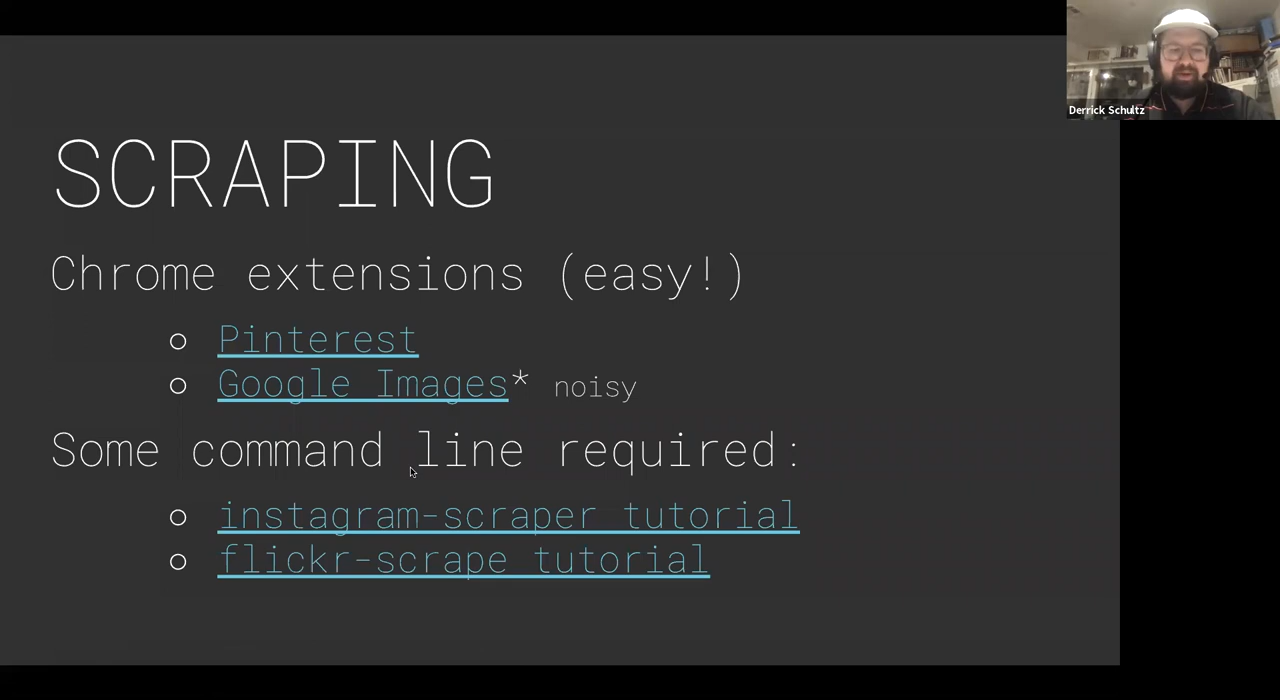 SCRAPING
Chrome extensions (easy!)
Pinterest
Google Images* noisy
Some command line required:
instagram-scraper tutorial
flickr-scrape tutorial
Derrick Schultz